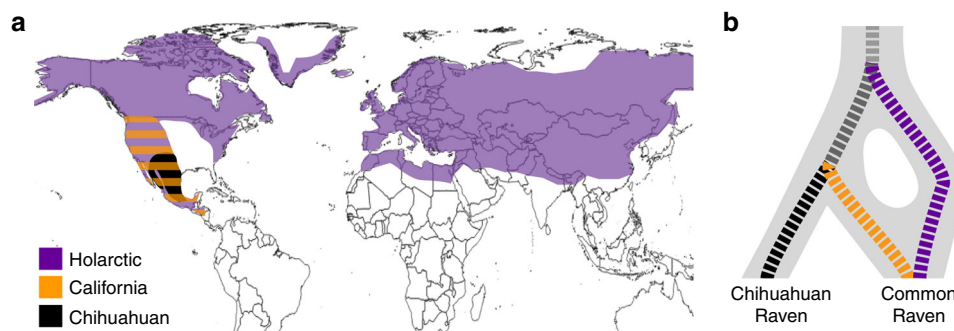 a
Holarctic
California
Chihuahuan
b
Chihuahuan
Raven
Common
Raven